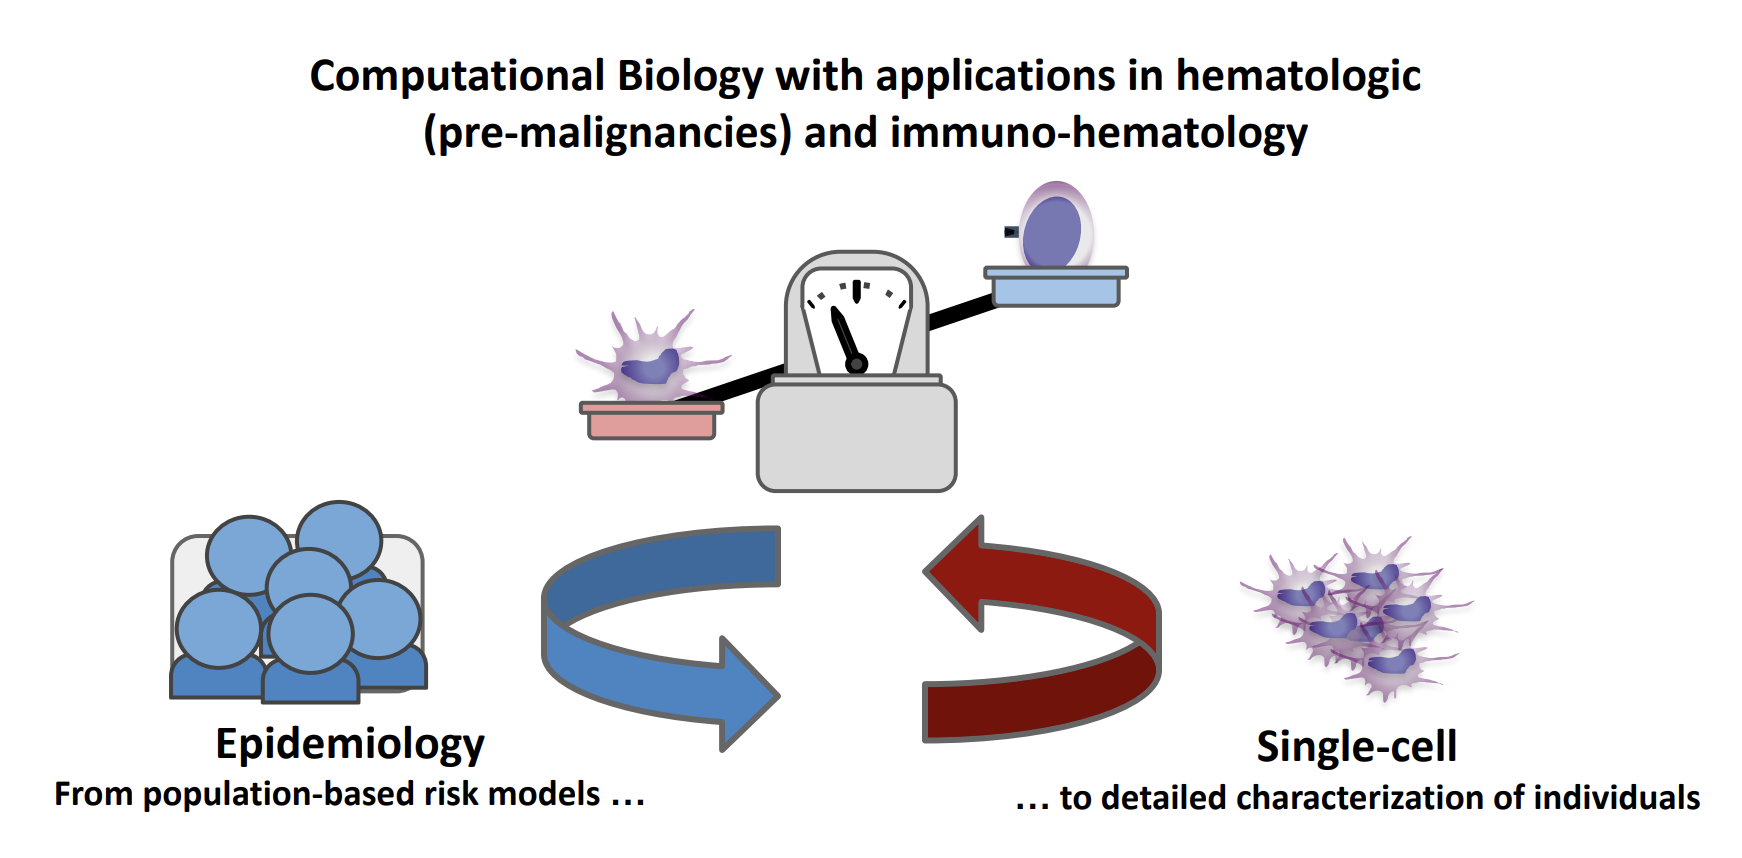 Computational Biology with applications in hematologic
(pre-malignancies) and immuno-hematology
Epidemiology
From population-based risk models …
Single-cell
… to detailed characterization of individuals